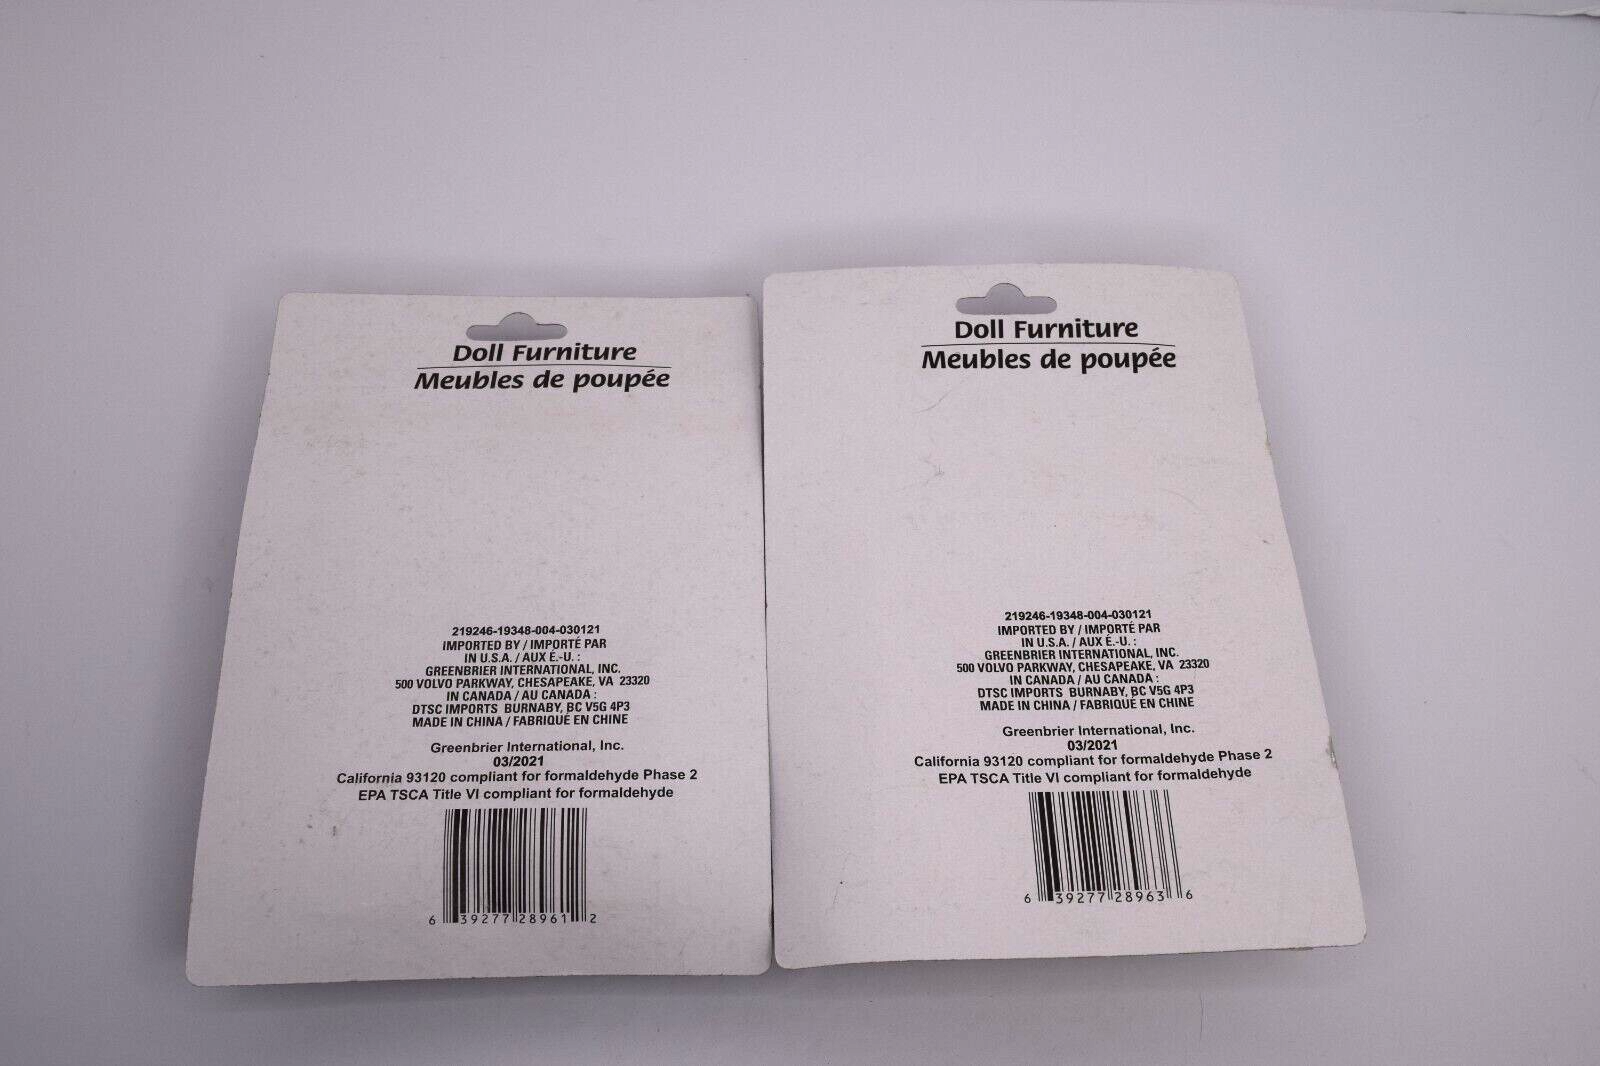 Doll Furniture
Meubles de poupée
219246-19348-004-030121
IMPORTED BY / IMPORTÉ PAR
IN U.S.A. / AUX É.-U. :
GREENBRIER INTERNATIONAL, INC.
500 VOLVO PARKWAY, CHESAPEAKE, VA 23320
IN CANADA / AU CANADA :
DTSC IMPORTS BURNABY, BC V5G 4P3
MADE IN CHINA / FABRIQUÉ EN CHINE
Greenbrier International, Inc.
03/2021
California 93120 compliant for formaldehyde Phase 2
EPA TSCA Title VI compliant for formaldehyde
6 39277 28961 2
Doll Furniture
Meubles de poupée
219246-19348-004-030121
IMPORTED BY / IMPORTÉ PAR
IN U.S.A. / AUX É.-U. :
GREENBRIER INTERNATIONAL, INC.
500 VOLVO PARKWAY, CHESAPEAKE, VA 23320
IN CANADA / AU CANADA :
DTSC IMPORTS BURNABY, BC V5G 4P3
MADE IN CHINA / FABRIQUÉ EN CHINE
Greenbrier International, Inc.
03/2021
California 93120 compliant for formaldehyde Phase 2
EPA TSCA Title VI compliant for formaldehyde
6 39277 28963 6